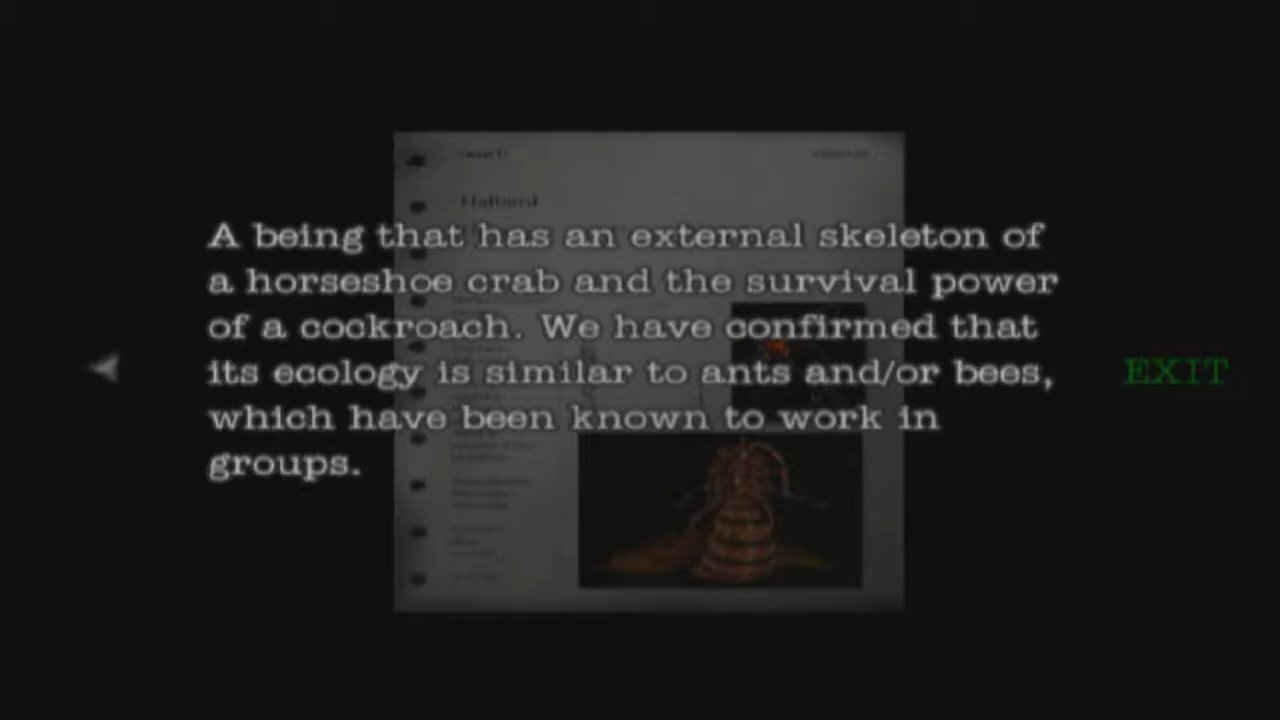 Halberd
A being that has an external skeleton of
a horseshoe crab and the survival power
of a cockroach. We have confirmed that
its ecology is similar to ants and/or bees, EXIT
which have been known to work in
groups.